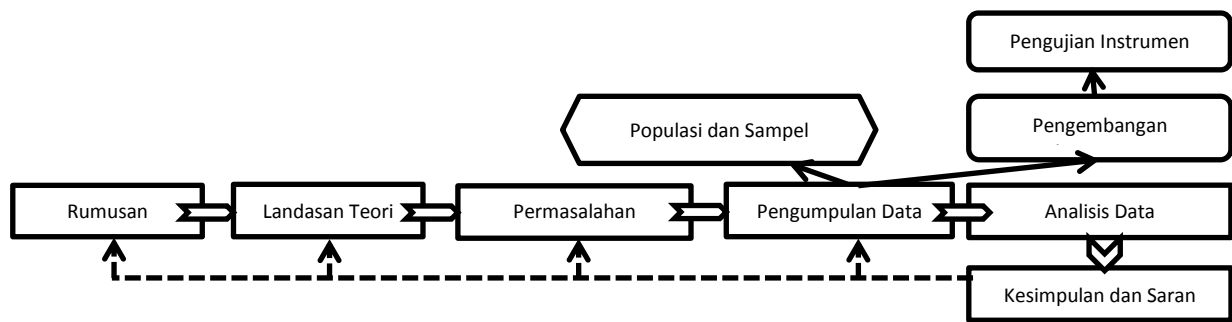 Pengujian Instrumen
Populasi dan Sampel
Pengembangan
Rumusan
Landasan Teori
Permasalahan
Pengumpulan Data
Analisis Data
Kesimpulan dan Saran